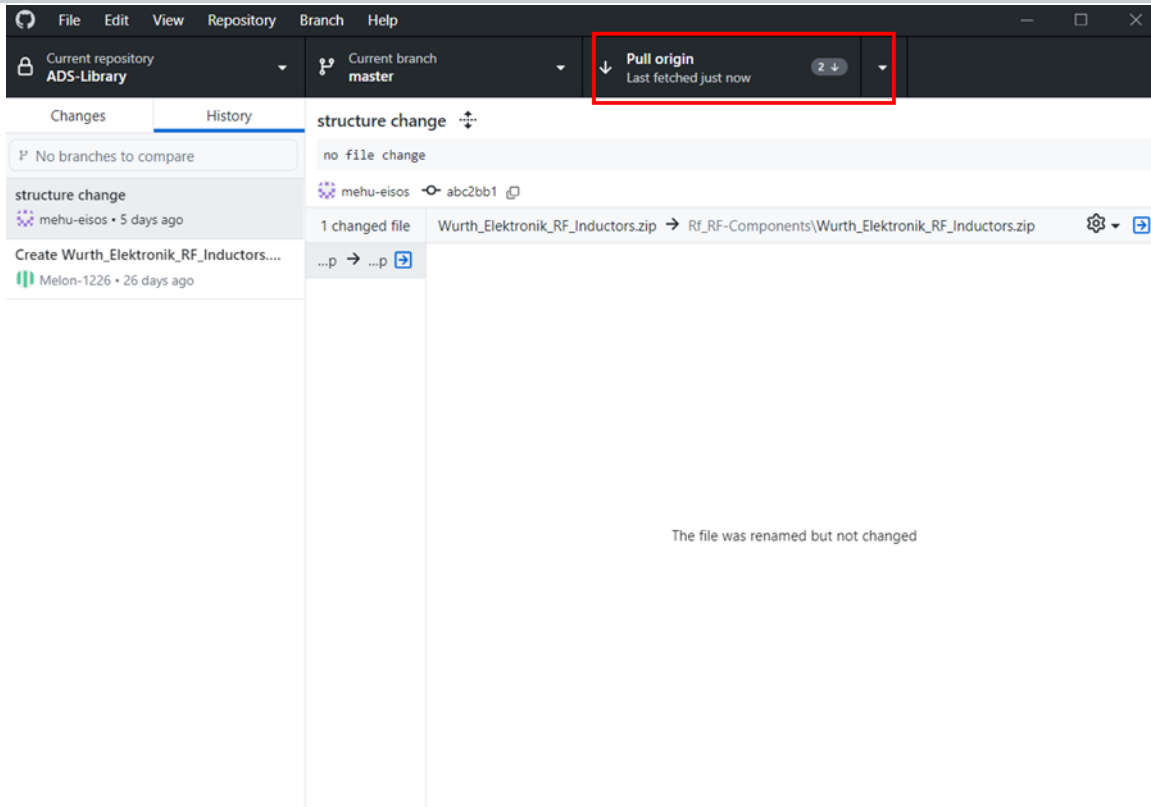 File Edit View Repository Branch Help
Current repository
ADS-Library
Current branch
master
Pull origin
Last fetched just now
2
Changes History
No branches to compare
structure change
mehu-eisos • 5 days ago
Create Wurth_Elektronik_RF_Inductors....
Melon-1226 • 26 days ago
structure change
no file change
mehu-eisos abc2bb1
1 changed file
...p → ...p
Wurth_Elektronik_RF_Inductors.zip → Rf_RF-Components\Wurth_Elektronik_RF_Inductors.zip
The file was renamed but not changed